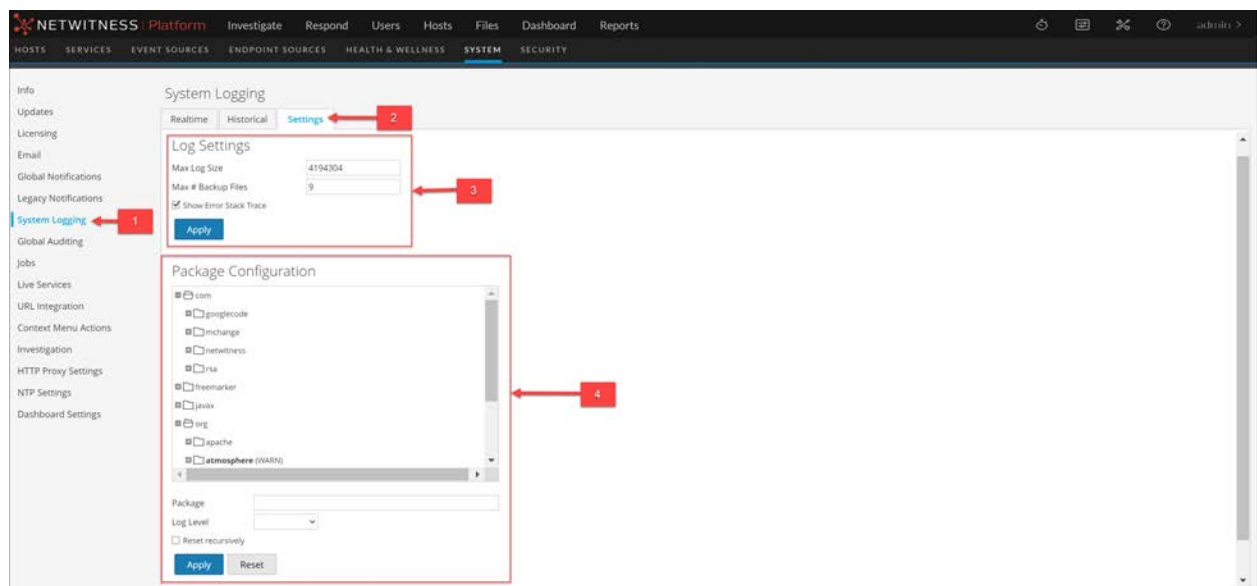 NETWITNESS Platform Investigate Respond Users Hosts Files Dashboard Reports admin >
HOSTS SERVICES EVENT SOURCES ENDPOINT SOURCES HEALTH & WELLNESS SYSTEM SECURITY
Info
Updates
Licensing
Email
Global Notifications
Legacy Notifications
System Logging
1
Global Auditing
Jobs
Live Services
URL Integration
Context Menu Actions
Investigation
HTTP Proxy Settings
NTP Settings
Dashboard Settings
System Logging
Realtime Historical Settings
2
Log Settings
Max Log Size 4194304
Max # Backup Files 9
Show Error Stack Trace
Apply
3
Package Configuration
com
googlecode
mchange
netwitness
rsa
freemarker
javax
org
apache
atmosphere (WARN)
4
Package
Log Level
Reset recursively
Apply Reset